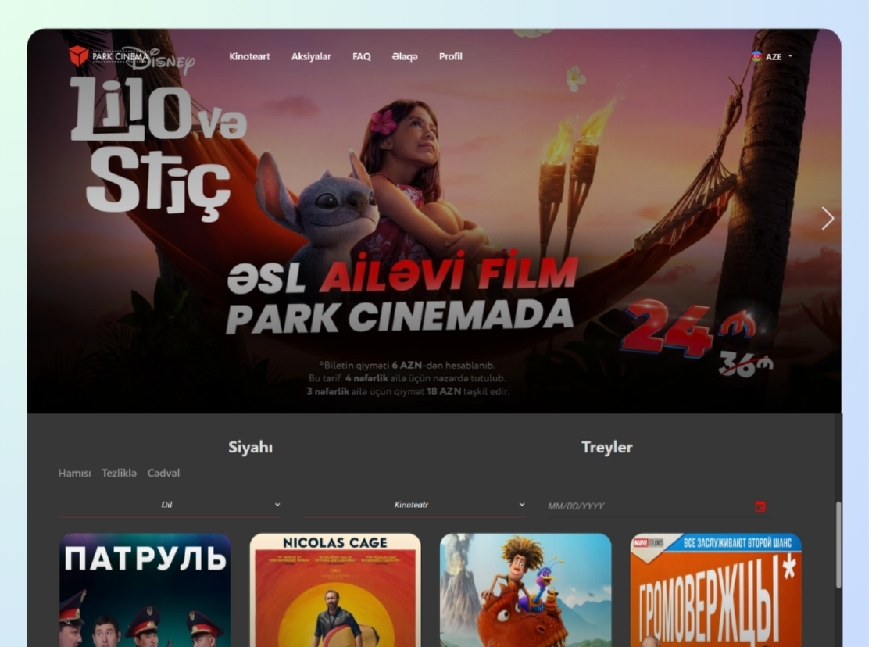 PARK CINEMA
Kinoteart
Aksiyalar
FAQ
Əlaqə
Profil
AZE
DISNEY
Lilo və
Stiç
ƏSL AİLƏVİ FİLM
PARK CINEMADA
24₼
36₼
*Biletin qiyməti 6 AZN-dən hesablanıb.
Bu tarif 4 nəfərlik ailə üçün nəzərdə tutulub.
3 nəfərlik ailə üçün qiymət 18 AZN təşkil edir.
Siyahı
Treyler
Hamısı
Tezliklə
Cədvəl
Dil
Kinoteatr
MM/DD/YYYY
ПАТРУЛЬ
NICOLAS CAGE
MARVEL STUDIOS
ВСЕ ЗАСЛУЖИВАЮТ ВТОРОЙ ШАНС
ГРОМОВЕРЖЦЫ*